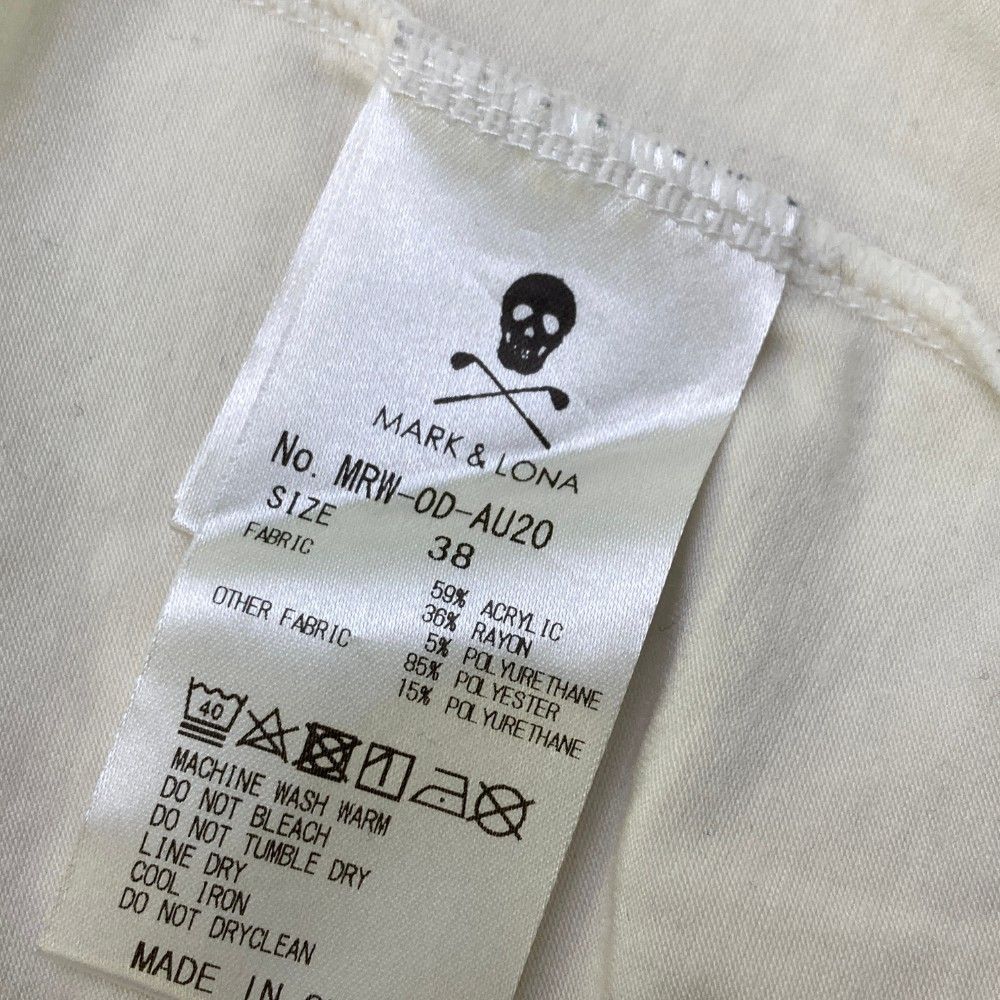 MARK & LONA
No. MRW-OD-AU20
SIZE 38
FABRIC 59% ACRYLIC
36% RAYON
5% POLYURETHANE
OTHER FABRIC 85% POLYESTER
15% POLYURETHANE
40
MACHINE WASH WARM
DO NOT BLEACH
DO NOT TUMBLE DRY
LINE DRY
COOL IRON
DO NOT DRYCLEAN
MADE IN